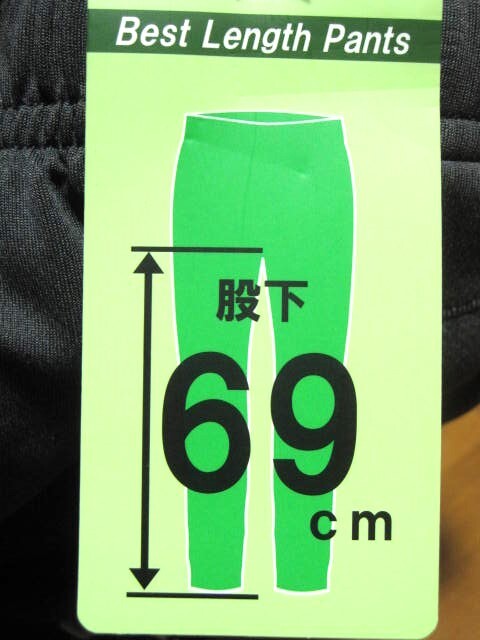 Best Length Pants
股下
69
cm